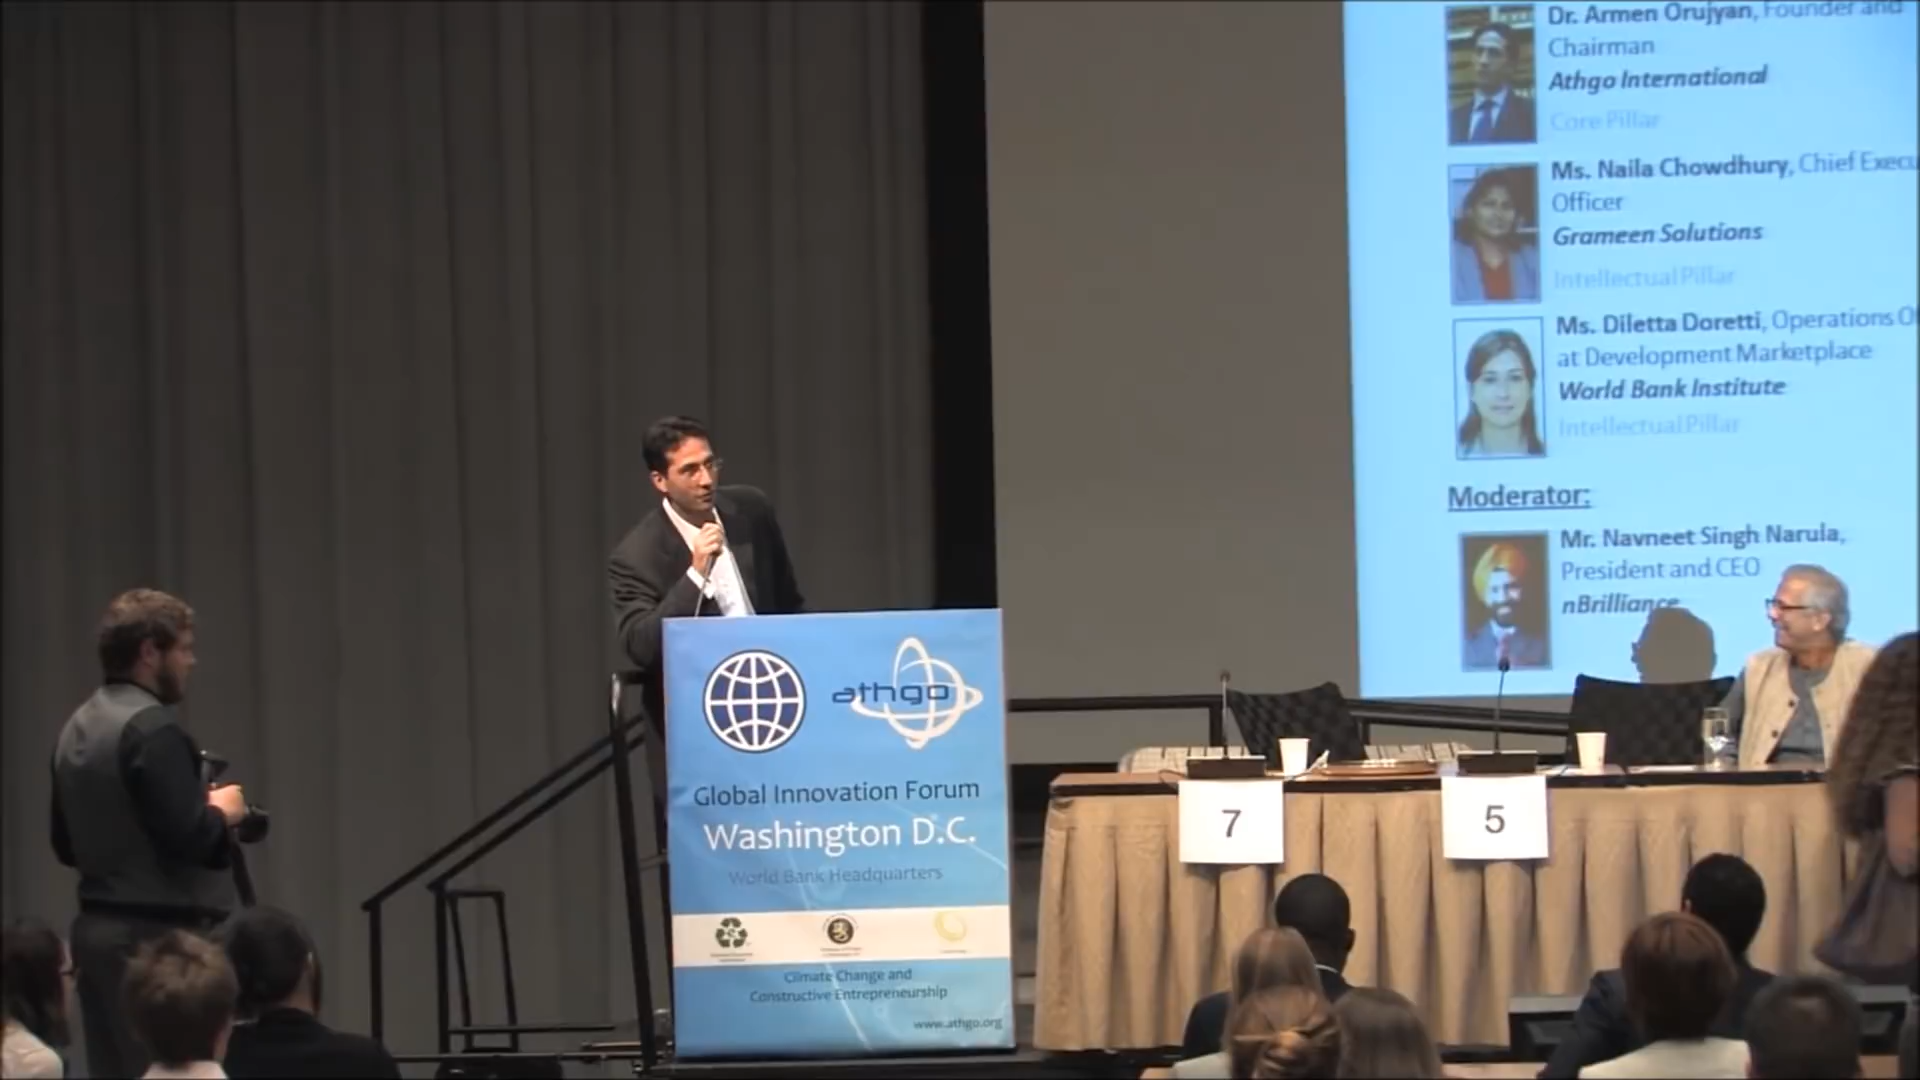 Dr. Armen Orujyan, Founder and
Chairman
Athgo International
Core Pillar
Ms. Naila Chowdhury, Chief Execu
Officer
Grameen Solutions
Intellectual Pillar
Ms. Diletta Doretti, Operations O
at Development Marketplace
World Bank Institute
Intellectual Pillar
Moderator:
Mr. Navneet Singh Narula,
President and CEO
nBrilliance
athgo
Global Innovation Forum
Washington D.C.
World Bank Headquarters
Climate Change and
Constructive Entrepreneurship
www.athgo.org
7
5